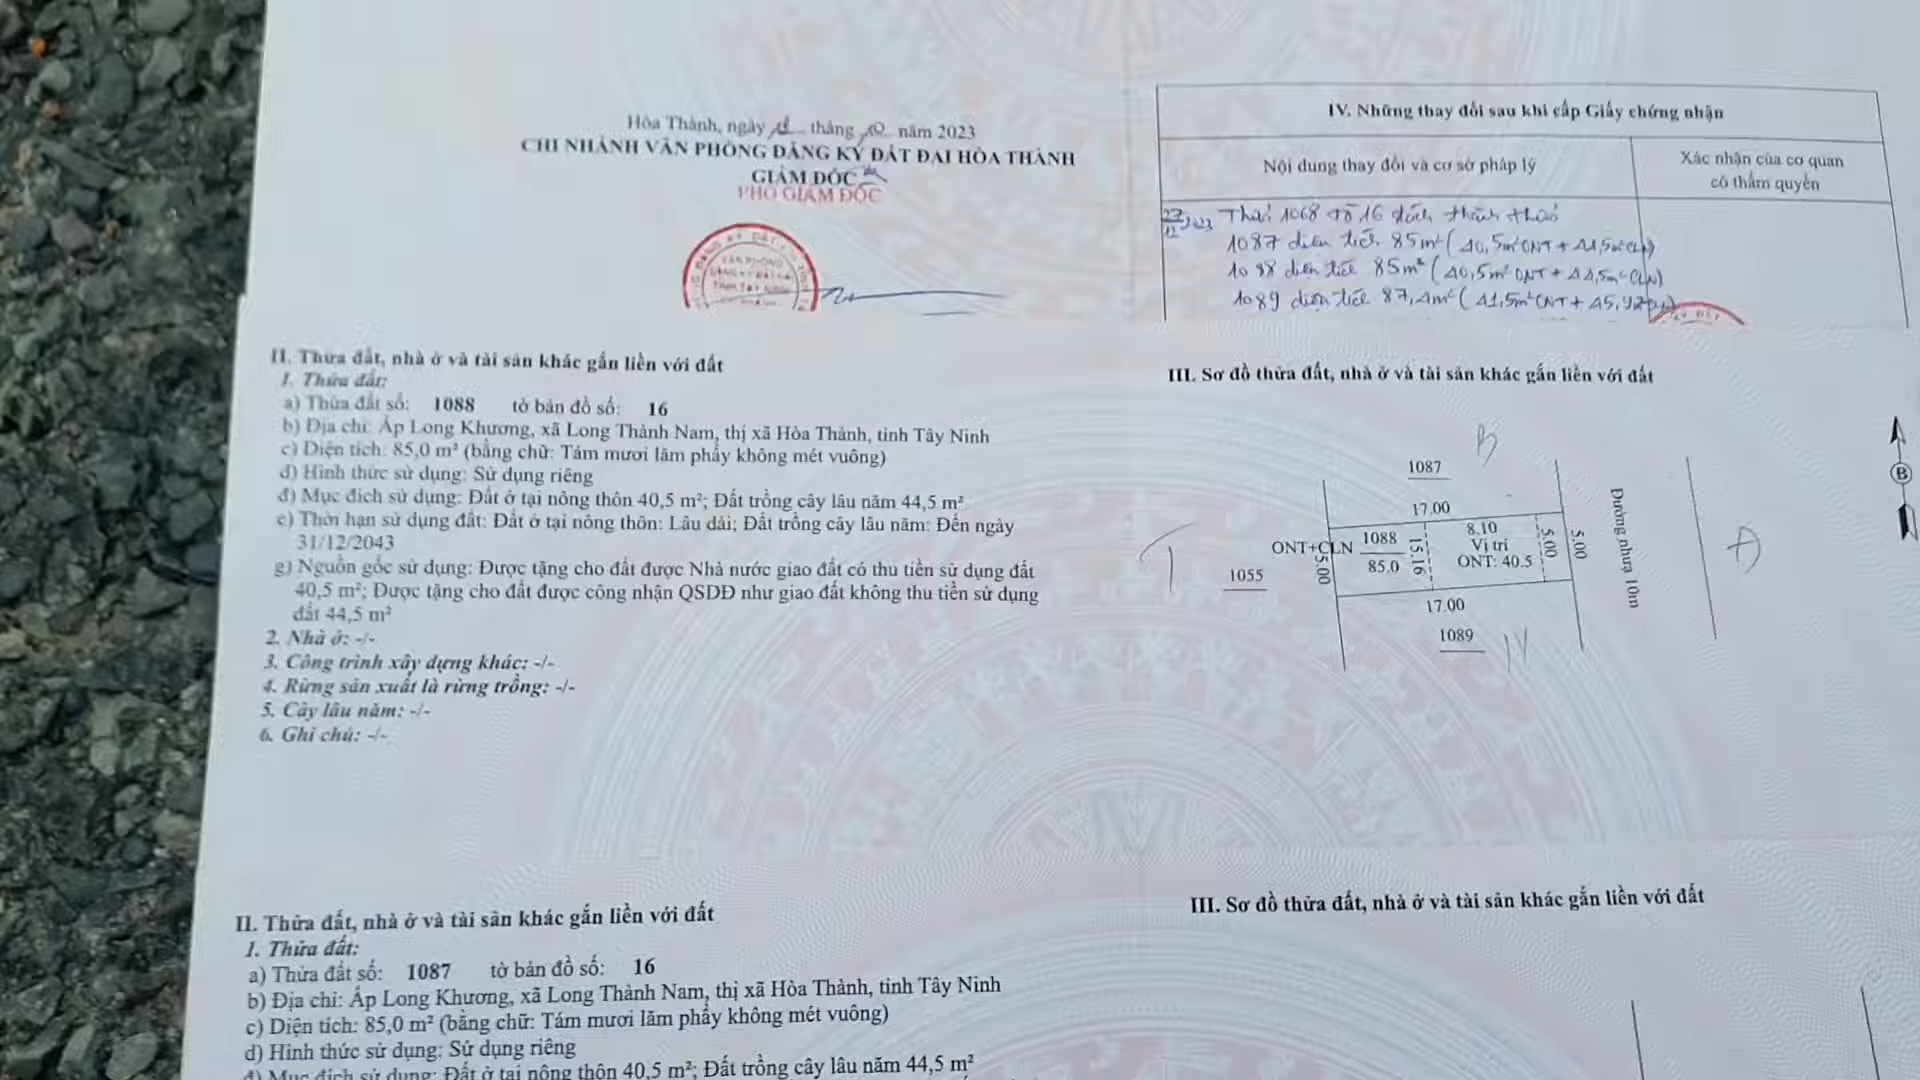 Hòa Thành, ngày tháng 10 năm 2023
CHI NHÁNH VĂN PHÒNG ĐĂNG KÝ ĐẤT ĐAI HÒA THÀNH
GIÁM ĐỐC
PHÓ GIÁM ĐỐC
IV. Những thay đổi sau khi cấp Giấy chứng nhận
Nội dung thay đổi và cơ sở pháp lý
Xác nhận của cơ quan
có thẩm quyền
Thửa 1068 tờ 16 tách thành thửa
1087 diện tích 85m² (40,5m² ONT + 44,5m² CLN)
1088 diện tích 85m² (40,5m² ONT + 44,5m² CLN)
1089 diện tích
II. Thửa đất, nhà ở và tài sản khác gắn liền với đất
1. Thửa đất:
a) Thửa đất số: 1088 tờ bản đồ số: 16
b) Địa chỉ: Ấp Long Khương, xã Long Thành Nam, thị xã Hòa Thành, tỉnh Tây Ninh
c) Diện tích: 85,0 m² (bằng chữ: Tám mươi lăm phẩy không mét vuông)
d) Hình thức sử dụng: Sử dụng riêng
đ) Mục đích sử dụng: Đất ở tại nông thôn 40,5 m²; Đất trồng cây lâu năm 44,5 m²
e) Thời hạn sử dụng đất: Đất ở tại nông thôn: Lâu dài; Đất trồng cây lâu năm: Đến ngày
31/12/2043
g) Nguồn gốc sử dụng: Được tặng cho đất được Nhà nước giao đất có thu tiền sử dụng đất
40,5 m²; Được tặng cho đất được công nhận QSDĐ như giao đất không thu tiền sử dụng
đất 44,5 m²
2. Nhà ở: -/-
3. Công trình xây dựng khác: -/-
4. Rừng sản xuất là rừng trồng: -/-
5. Cây lâu năm: -/-
6. Ghi chú: -/-
III. Sơ đồ thửa đất, nhà ở và tài sản khác gắn liền với đất
B
1087
17.00
8.10
Vị trí
ONT: 40.5
ONT+CLN
1088
85.0
15.16
5.00
5.00
5.00
Đường nhựa 10m
T
1055
17.00
1089
N
Đ
B
II. Thửa đất, nhà ở và tài sản khác gắn liền với đất
1. Thửa đất:
a) Thửa đất số: 1087 tờ bản đồ số: 16
b) Địa chỉ: Ấp Long Khương, xã Long Thành Nam, thị xã Hòa Thành, tỉnh Tây Ninh
c) Diện tích: 85,0 m² (bằng chữ: Tám mươi lăm phẩy không mét vuông)
d) Hình thức sử dụng: Sử dụng riêng
đ) Mục đích sử dụng: Đất ở tại nông thôn 40,5 m²; Đất trồng cây lâu năm 44,5 m²
III. Sơ đồ thửa đất, nhà ở và tài sản khác gắn liền với đất